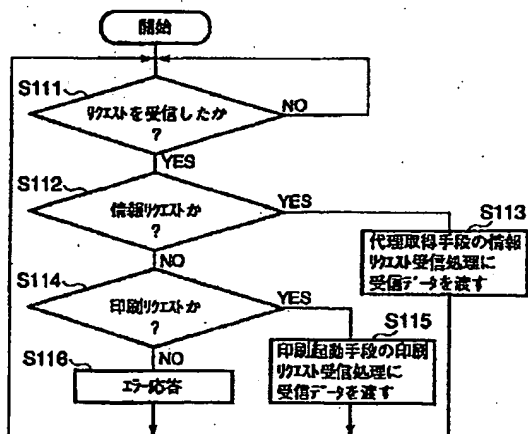 開始
S111
リクエストを受信したか
?
NO
YES
S112
情報リクエストか
?
YES
S113
代理取得手段の情報
リクエスト受信処理に
受信データを渡す
NO
S114
印刷リクエストか
?
YES
S115
印刷起動手段の印刷
リクエスト受信処理に
受信データを渡す
NO
S116
エラー応答